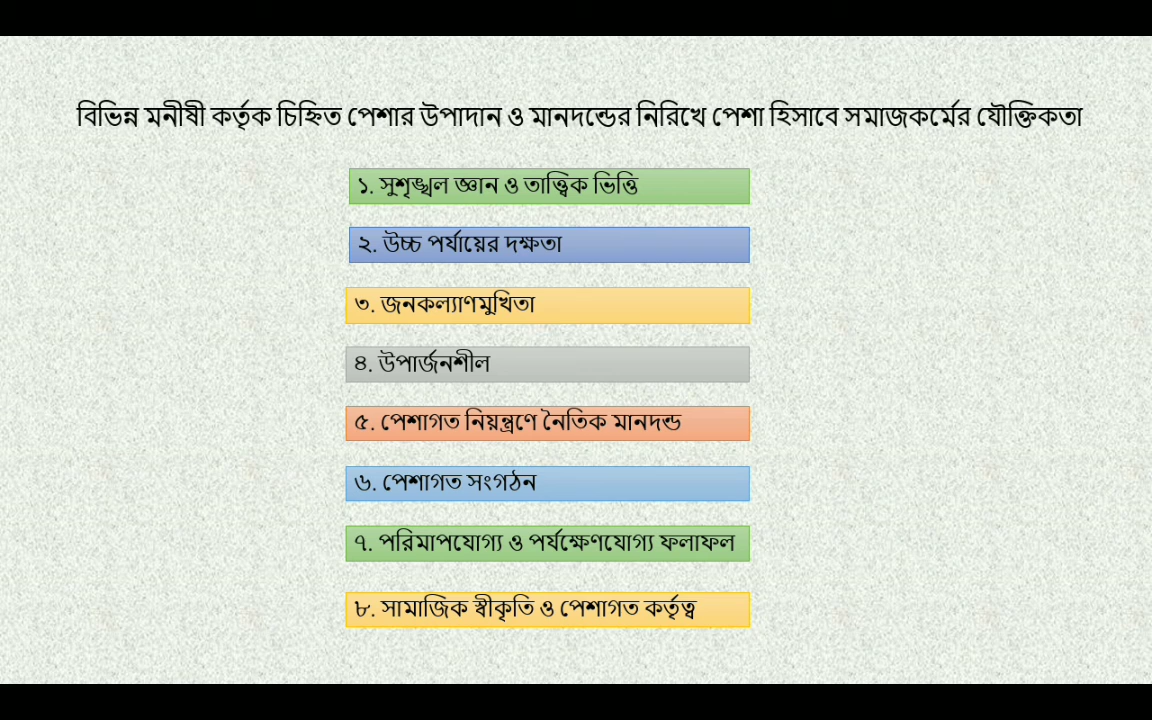 বিভিন্ন মনীষী কর্তৃক চিহ্নিত পেশার উপাদান ও মানদন্ডের নিরিখে পেশা হিসাবে সমাজকর্মের যৌক্তিকতা
১. সুশৃঙ্খল জ্ঞান ও তাত্ত্বিক ভিত্তি
২. উচ্চ পর্যায়ের দক্ষতা
৩. জনকল্যাণমুখিতা
৪. উপার্জনশীল
৫. পেশাগত নিয়ন্ত্রণে নৈতিক মানদন্ড
৬. পেশাগত সংগঠন
৭. পরিমাপযোগ্য ও পর্যক্ষেণযোগ্য ফলাফল
৮. সামাজিক স্বীকৃতি ও পেশাগত কর্তৃত্ব